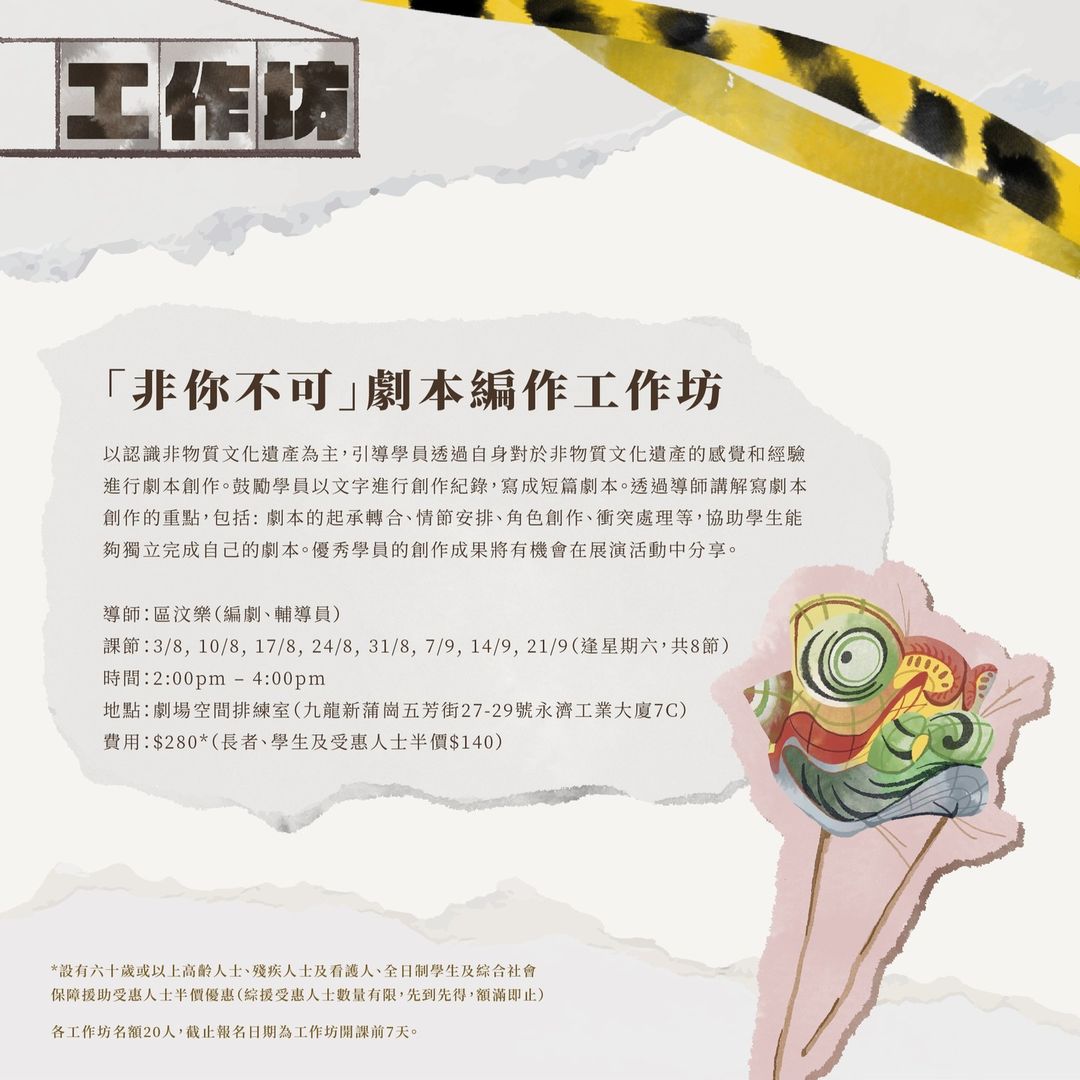 工作坊
「非你不可」劇本編作工作坊
以認識非物質文化遺產為主，引導學員透過自身對於非物質文化遺產的感覺和經驗
進行劇本創作。鼓勵學員以文字進行創作紀錄，寫成短篇劇本。透過導師講解寫劇本
創作的重點，包括: 劇本的起承轉合、情節安排、角色創作、衝突處理等，協助學生能
夠獨立完成自己的劇本。優秀學員的創作成果將有機會在展演活動中分享。
導師：區汶樂（編劇、輔導員）
課節：3/8, 10/8, 17/8, 24/8, 31/8, 7/9, 14/9, 21/9（逢星期六，共8節）
時間：2:00pm – 4:00pm
地點：劇場空間排練室（九龍新蒲崗五芳街27-29號永濟工業大廈7C）
費用：$280*（長者、學生及受惠人士半價$140）
*設有六十歲或以上高齡人士、殘疾人士及看護人、全日制學生及綜合社會
保障援助受惠人士半價優惠（綜援受惠人士數量有限，先到先得，額滿即止）
各工作坊名額20人，截止報名日期為工作坊開課前7天。